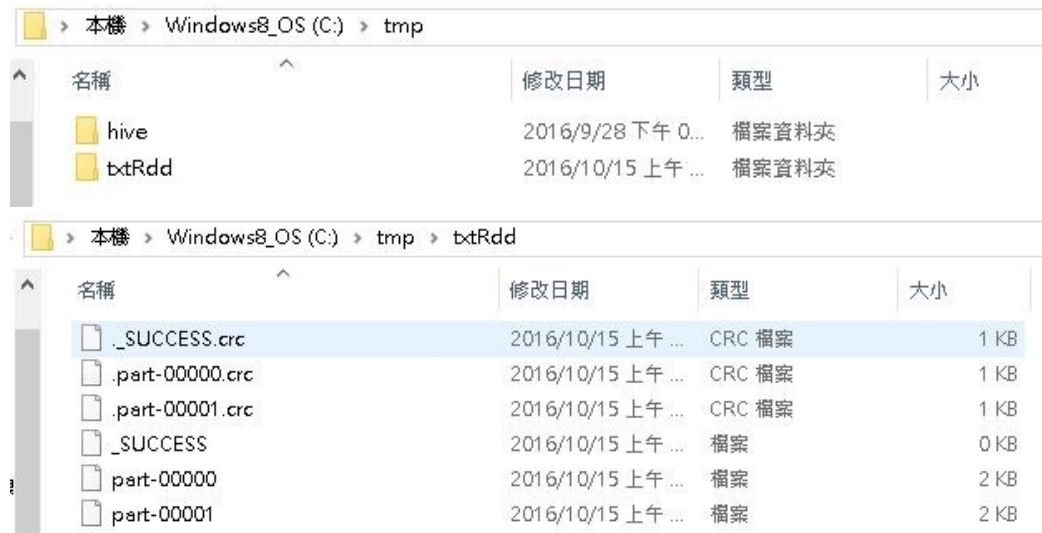 本機 > Windows8_OS (C:) > tmp
名稱 修改日期 類型 大小
hive 2016/9/28 下午 0... 檔案資料夾
txtRdd 2016/10/15 上午 ... 檔案資料夾
本機 > Windows8_OS (C:) > tmp > txtRdd
名稱 修改日期 類型 大小
._SUCCESS.crc 2016/10/15 上午 ... CRC 檔案 1 KB
.part-00000.crc 2016/10/15 上午 ... CRC 檔案 1 KB
.part-00001.crc 2016/10/15 上午 ... CRC 檔案 1 KB
_SUCCESS 2016/10/15 上午 ... 檔案 0 KB
part-00000 2016/10/15 上午 ... 檔案 2 KB
part-00001 2016/10/15 上午 ... 檔案 2 KB